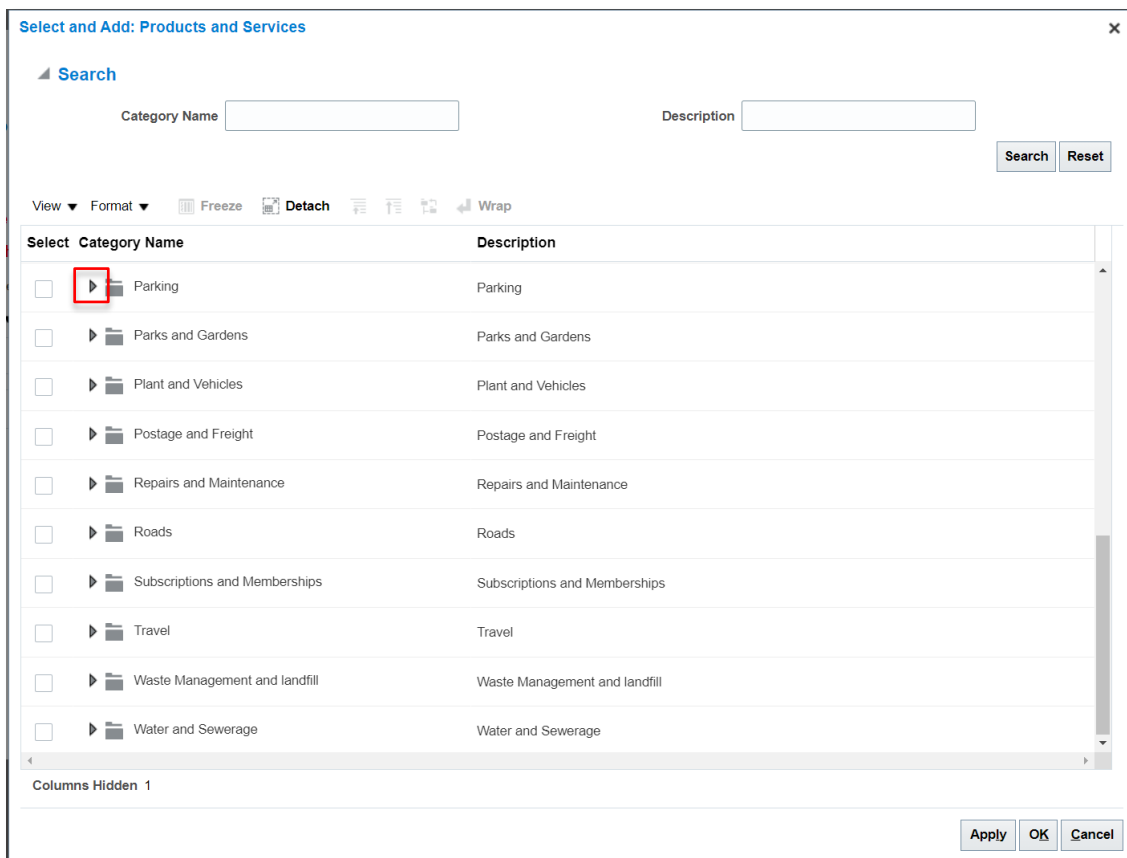 Select and Add: Products and Services
Search
Category Name
Description
Search Reset
View Format Freeze Detach Wrap
Select Category Name Description
Parking Parking
Parks and Gardens Parks and Gardens
Plant and Vehicles Plant and Vehicles
Postage and Freight Postage and Freight
Repairs and Maintenance Repairs and Maintenance
Roads Roads
Subscriptions and Memberships Subscriptions and Memberships
Travel Travel
Waste Management and landfill Waste Management and landfill
Water and Sewerage Water and Sewerage
Columns Hidden 1
Apply OK Cancel